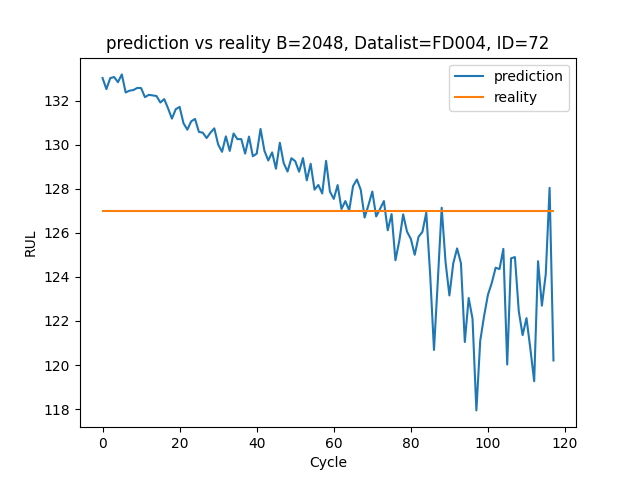 prediction vs reality B=2048, Datalist=FD004, ID=72
prediction
reality
132
130
128
126
124
122
120
118
RUL
0 20 40 60 80 100 120
Cycle